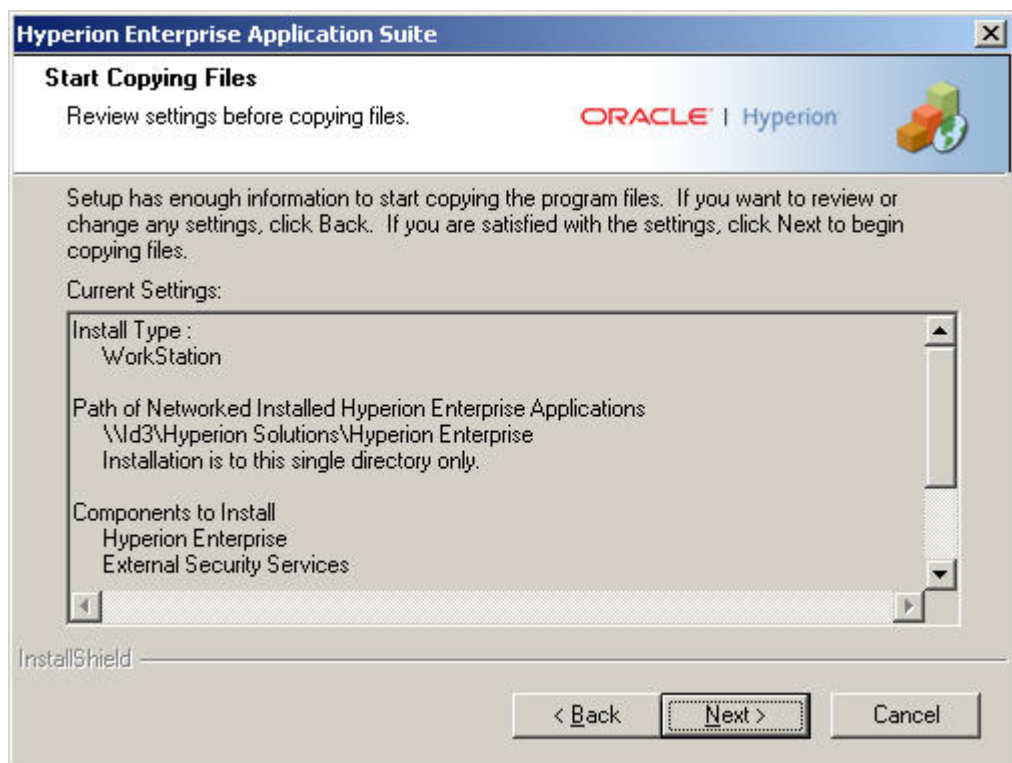 Hyperion Enterprise Application Suite
Start Copying Files
Review settings before copying files.
ORACLE | Hyperion
Setup has enough information to start copying the program files. If you want to review or
change any settings, click Back. If you are satisfied with the settings, click Next to begin
copying files.
Current Settings:
Install Type :
WorkStation
Path of Networked Installed Hyperion Enterprise Applications
\\ld3\Hyperion Solutions\Hyperion Enterprise
Installation is to this single directory only.
Components to Install
Hyperion Enterprise
External Security Services
InstallShield
< Back
Next >
Cancel